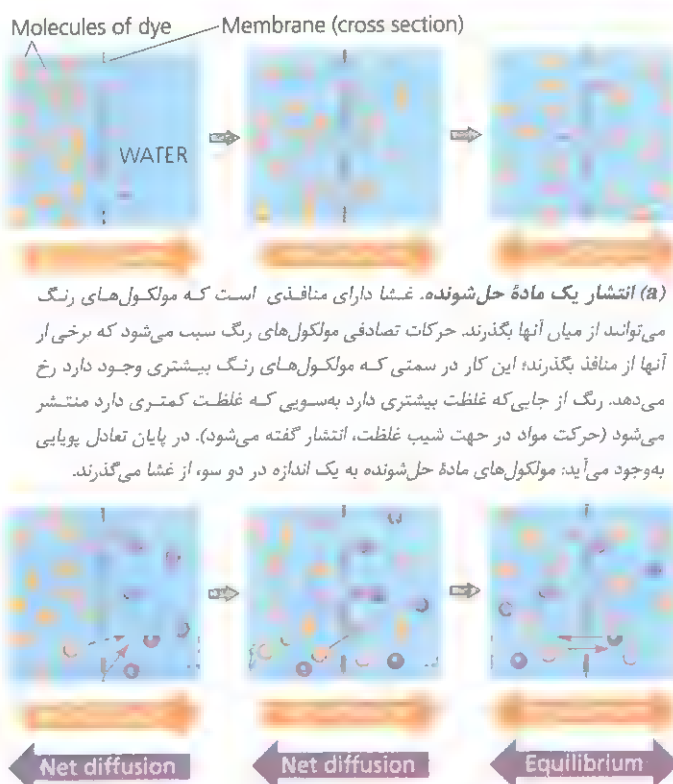 Molecules of dye
Membrane (cross section)
WATER
(a) انتشار یک مادهٔ حل‌شونده. غشا دارای منافذی است که مولکول‌های رنگ
می‌توانند از میان آنها بگذرند. حرکات تصادفی مولکول‌های رنگ سبب می‌شود که برخی از
آنها از منافذ بگذرند؛ این کار در سمتی که مولکول‌های رنگ بیشتری وجود دارد رخ
می‌دهد. رنگ از جایی‌که غلظت بیشتری دارد به‌سویی که غلظت کمتری دارد منتشر
می‌شود (حرکت مواد در جهت شیب غلظت، انتشار گفته می‌شود). در پایان تعادل پویایی
به‌وجود می‌آید: مولکول‌های مادهٔ حل‌شونده به یک اندازه در دو سو، از غشا می‌گذرند.
Net diffusion
Net diffusion
Equilibrium